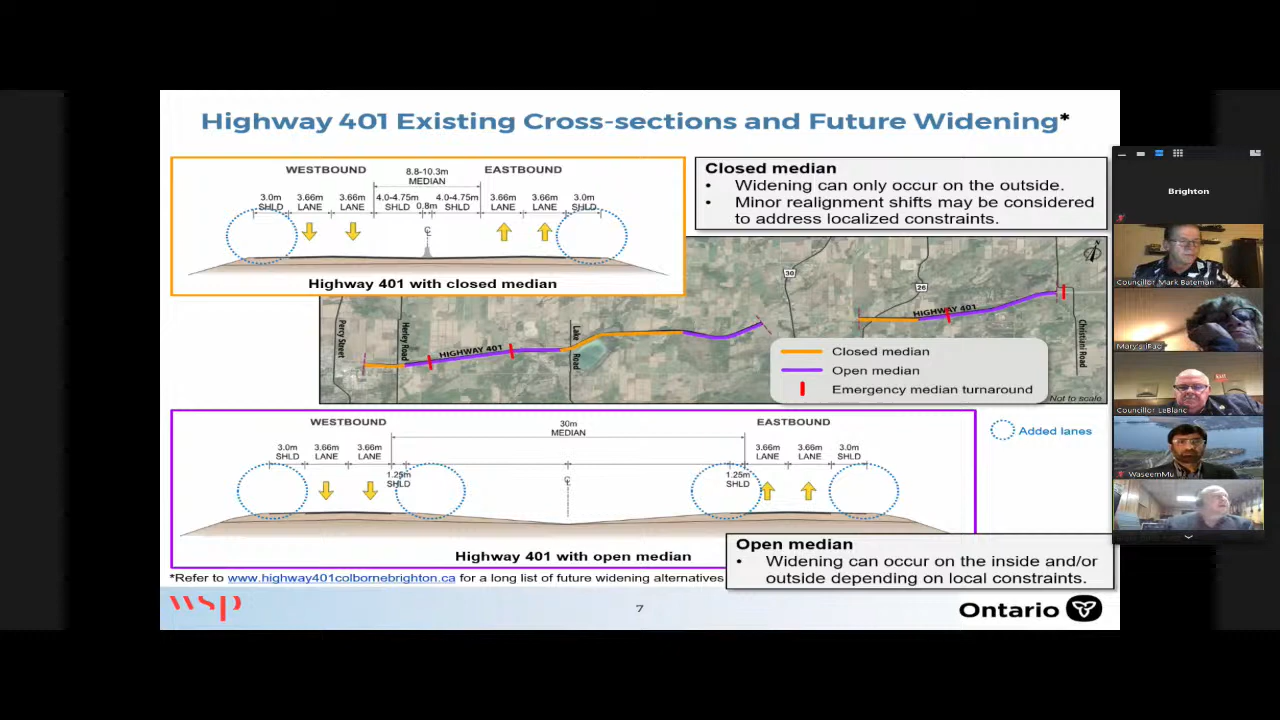 Highway 401 Existing Cross-sections and Future Widening*
WESTBOUND
8.8-10.3m
MEDIAN
EASTBOUND
3.0m
SHLD
3.66m
LANE
3.66m
LANE
4.0-4.75m
SHLD
0.8m
4.0-4.75m
SHLD
3.66m
LANE
3.66m
LANE
3.0m
SHLD
Highway 401 with closed median
Closed median
• Widening can only occur on the outside.
• Minor realignment shifts may be considered
to address localized constraints.
30
26
Percy Street
Herley Road
HIGHWAY 401
Lake Road
HIGHWAY 401
Christiani Road
Closed median
Open median
Emergency median turnaround
Not to scale
WESTBOUND
30m
MEDIAN
EASTBOUND
3.0m
SHLD
3.66m
LANE
3.66m
LANE
1.25m
SHLD
1.25m
SHLD
3.66m
LANE
3.66m
LANE
3.0m
SHLD
Added lanes
Highway 401 with open median
Open median
• Widening can occur on the inside and/or
outside depending on local constraints.
*Refer to www.highway401colbornebrighton.ca for a long list of future widening alternatives
wsp
7
Ontario
Brighton
Councillor Mark Bateman
Mary's iPad
Councillor LeBlanc
WaseemMu